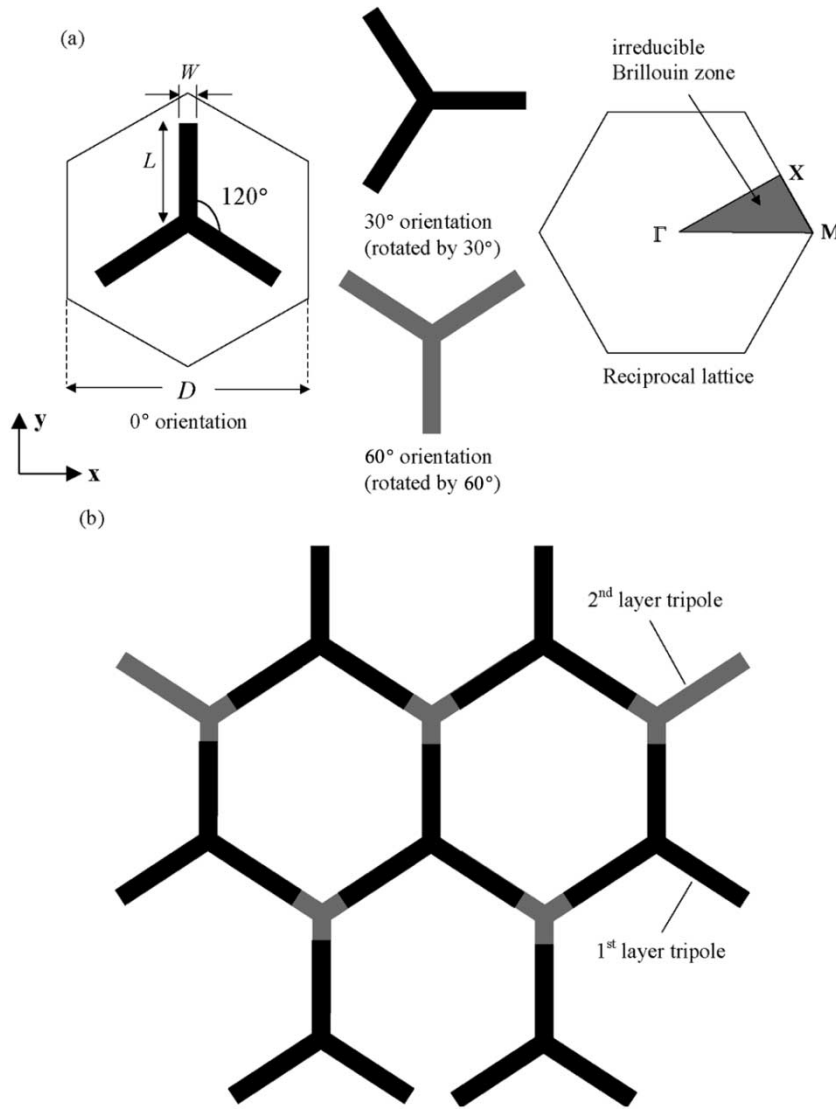 (a)
W
L
120°
D
0° orientation
y
x
30° orientation
(rotated by 30°)
60° orientation
(rotated by 60°)
irreducible
Brillouin zone
X
Γ
M
Reciprocal lattice
(b)
2nd layer tripole
1st layer tripole